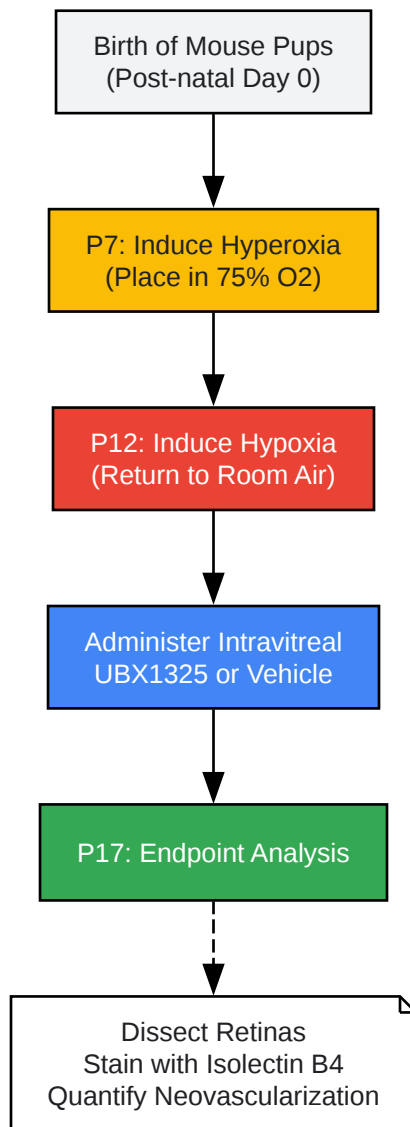 Birth of Mouse Pups
(Post-natal Day 0)
P7: Induce Hyperoxia
(Place in 75% O2)
P12: Induce Hypoxia
(Return to Room Air)
Administer Intravitreal
UBX1325 or Vehicle
P17: Endpoint Analysis
Dissect Retinas
Stain with Isolectin B4
Quantify Neovascularization